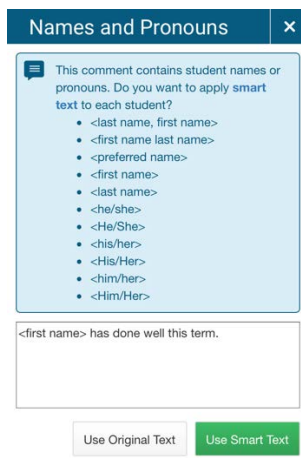 Names and Pronouns ×
This comment contains student names or
pronouns. Do you want to apply smart
text to each student?
• <last name, first name>
• <first name last name>
• <preferred name>
• <first name>
• <last name>
• <he/she>
• <He/She>
• <his/her>
• <His/Her>
• <him/her>
• <Him/Her>
<first name> has done well this term.
Use Original Text Use Smart Text